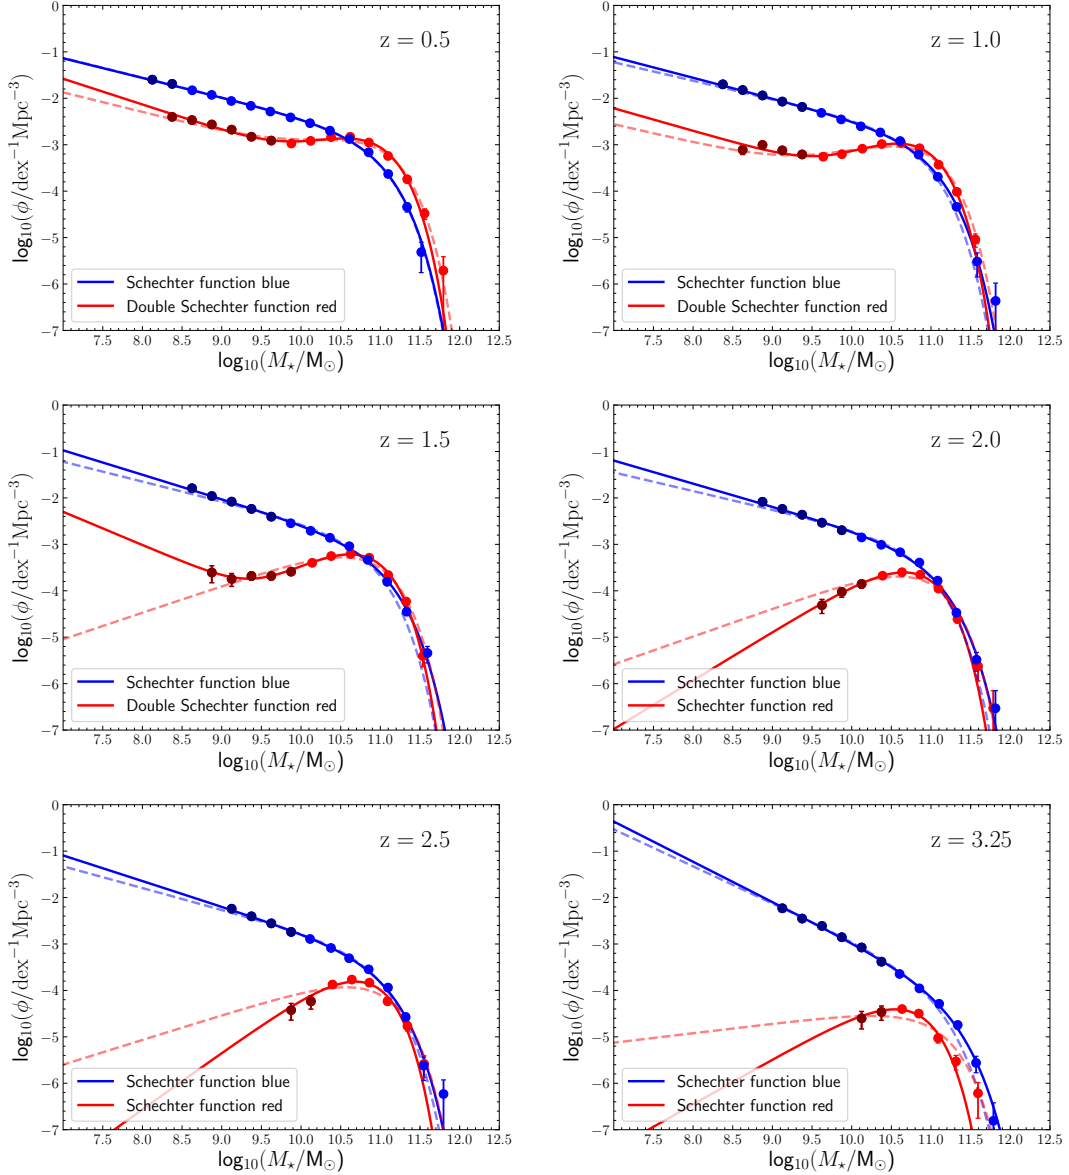 0
−1
−2
−3
−4
−5
−6
−7
log₁₀(ϕ/dex⁻¹Mpc⁻³)
z = 0.5
Schechter function blue
Double Schechter function red
7.5 8.0 8.5 9.0 9.5 10.0 10.5 11.0 11.5 12.0 12.5
log₁₀(M⋆/M⊙)
0
−1
−2
−3
−4
−5
−6
−7
log₁₀(ϕ/dex⁻¹Mpc⁻³)
z = 1.0
Schechter function blue
Double Schechter function red
7.5 8.0 8.5 9.0 9.5 10.0 10.5 11.0 11.5 12.0 12.5
log₁₀(M⋆/M⊙)
0
−1
−2
−3
−4
−5
−6
−7
log₁₀(ϕ/dex⁻¹Mpc⁻³)
z = 1.5
Schechter function blue
Double Schechter function red
7.5 8.0 8.5 9.0 9.5 10.0 10.5 11.0 11.5 12.0 12.5
log₁₀(M⋆/M⊙)
0
−1
−2
−3
−4
−5
−6
−7
log₁₀(ϕ/dex⁻¹Mpc⁻³)
z = 2.0
Schechter function blue
Schechter function red
7.5 8.0 8.5 9.0 9.5 10.0 10.5 11.0 11.5 12.0 12.5
log₁₀(M⋆/M⊙)
0
−1
−2
−3
−4
−5
−6
−7
log₁₀(ϕ/dex⁻¹Mpc⁻³)
z = 2.5
Schechter function blue
Schechter function red
7.5 8.0 8.5 9.0 9.5 10.0 10.5 11.0 11.5 12.0 12.5
log₁₀(M⋆/M⊙)
0
−1
−2
−3
−4
−5
−6
−7
log₁₀(ϕ/dex⁻¹Mpc⁻³)
z = 3.25
Schechter function blue
Schechter function red
7.5 8.0 8.5 9.0 9.5 10.0 10.5 11.0 11.5 12.0 12.5
log₁₀(M⋆/M⊙)